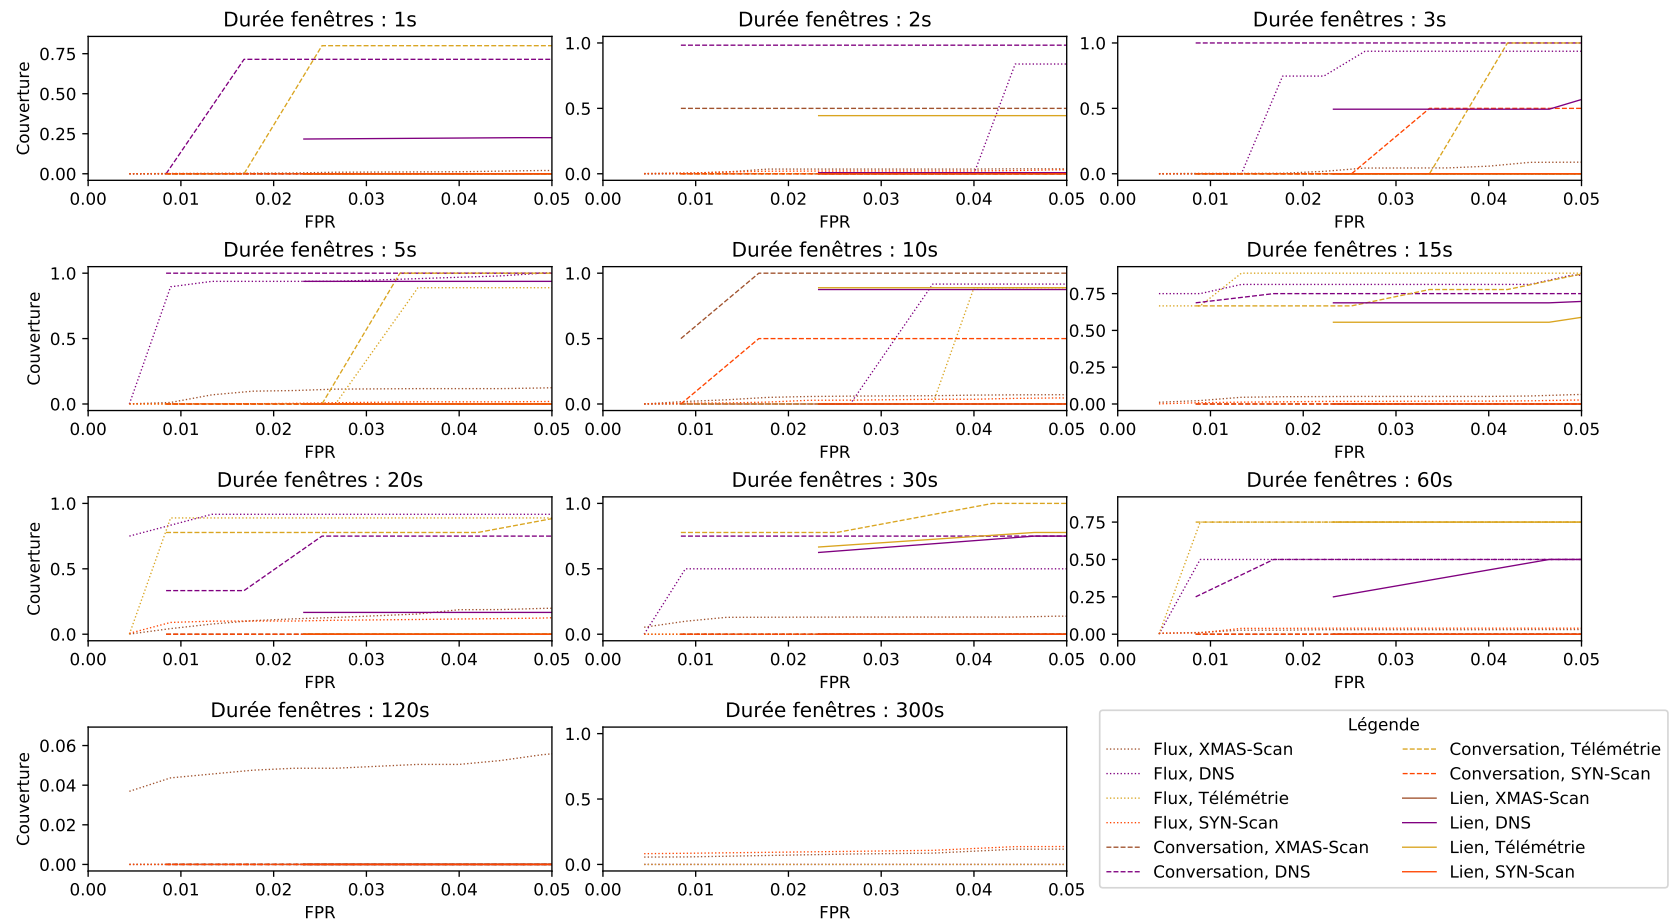 Durée fenêtres : 1s
Durée fenêtres : 2s
Durée fenêtres : 3s
Couverture
0.75
0.50
0.25
0.00
1.0
0.5
0.0
1.0
0.5
0.0
0.00 0.01 0.02 0.03 0.04 0.05
0.00 0.01 0.02 0.03 0.04 0.05
0.00 0.01 0.02 0.03 0.04 0.05
FPR
FPR
FPR
Durée fenêtres : 5s
Durée fenêtres : 10s
Durée fenêtres : 15s
Couverture
1.0
0.5
0.0
1.0
0.5
0.0
0.75
0.50
0.25
0.00
0.00 0.01 0.02 0.03 0.04 0.05
0.00 0.01 0.02 0.03 0.04 0.05
0.00 0.01 0.02 0.03 0.04 0.05
FPR
FPR
FPR
Durée fenêtres : 20s
Durée fenêtres : 30s
Durée fenêtres : 60s
Couverture
1.0
0.5
0.0
1.0
0.5
0.0
0.75
0.50
0.25
0.00
0.00 0.01 0.02 0.03 0.04 0.05
0.00 0.01 0.02 0.03 0.04 0.05
0.00 0.01 0.02 0.03 0.04 0.05
FPR
FPR
FPR
Durée fenêtres : 120s
Durée fenêtres : 300s
Couverture
0.06
0.04
0.02
0.00
1.0
0.5
0.0
0.00 0.01 0.02 0.03 0.04 0.05
0.00 0.01 0.02 0.03 0.04 0.05
FPR
FPR
Légende
Flux, XMAS-Scan
Flux, DNS
Flux, Télémétrie
Flux, SYN-Scan
Conversation, XMAS-Scan
Conversation, DNS
Conversation, Télémétrie
Conversation, SYN-Scan
Lien, XMAS-Scan
Lien, DNS
Lien, Télémétrie
Lien, SYN-Scan